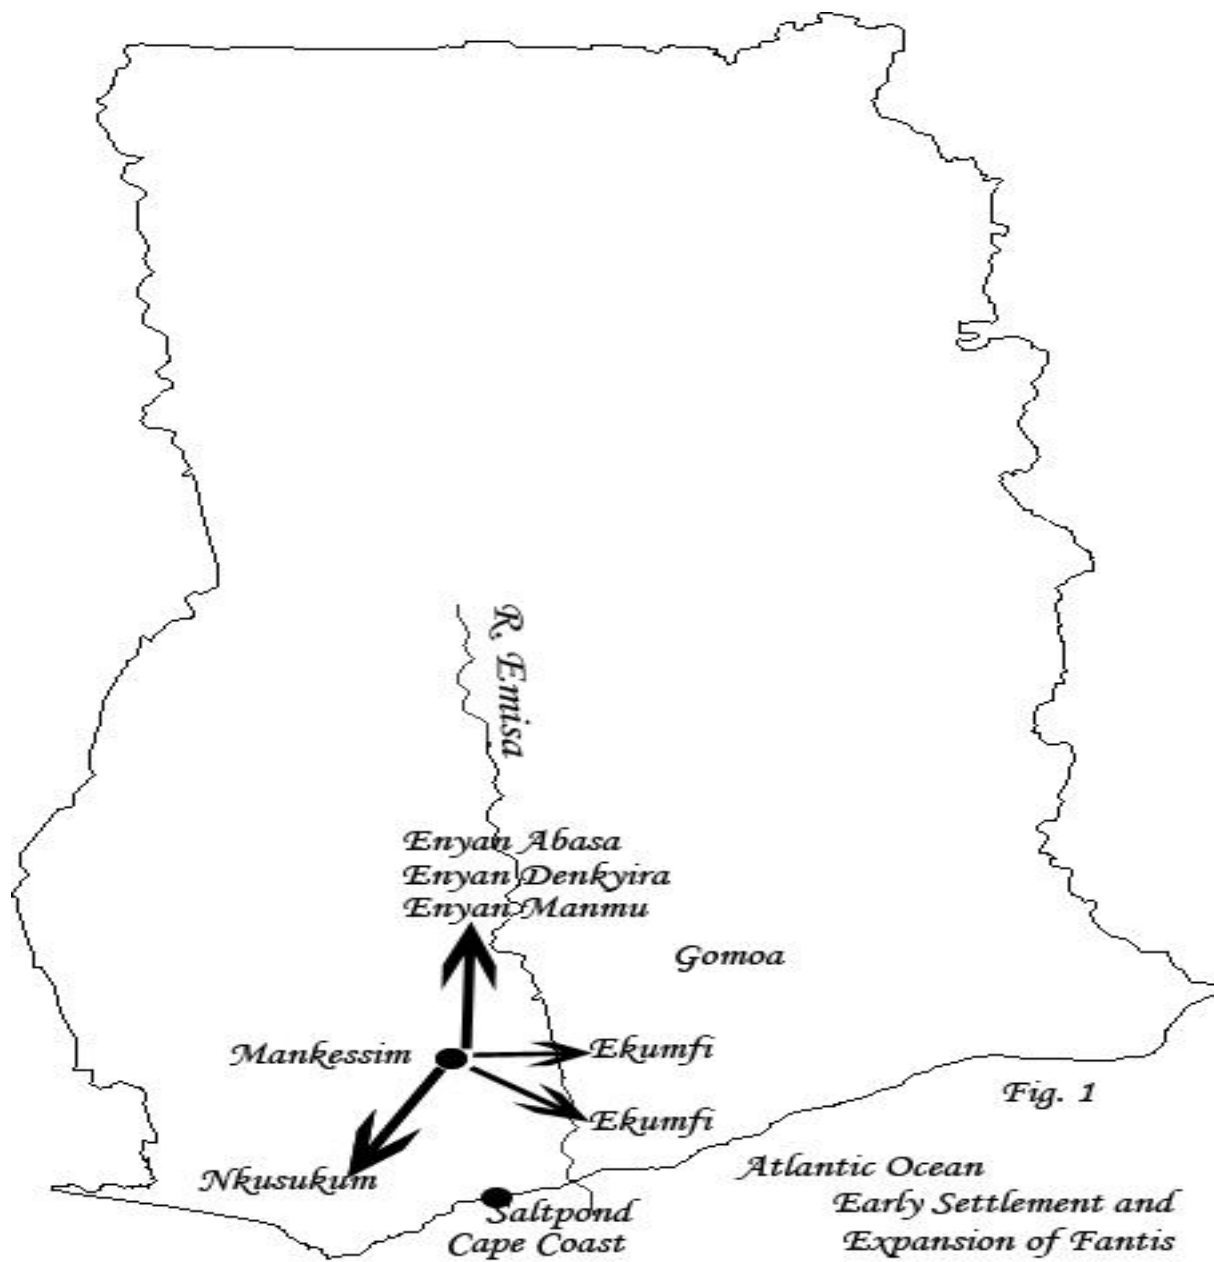 R. Emisa
Enyan Abasa
Enyan Denkyira
Enyan Manmu
Gomoa
Mankessim
Ekumfi
Ekumfi
Fig. 1
Nkusukum
Atlantic Ocean
Saltpond
Cape Coast
Early Settlement and
Expansion of Fantis